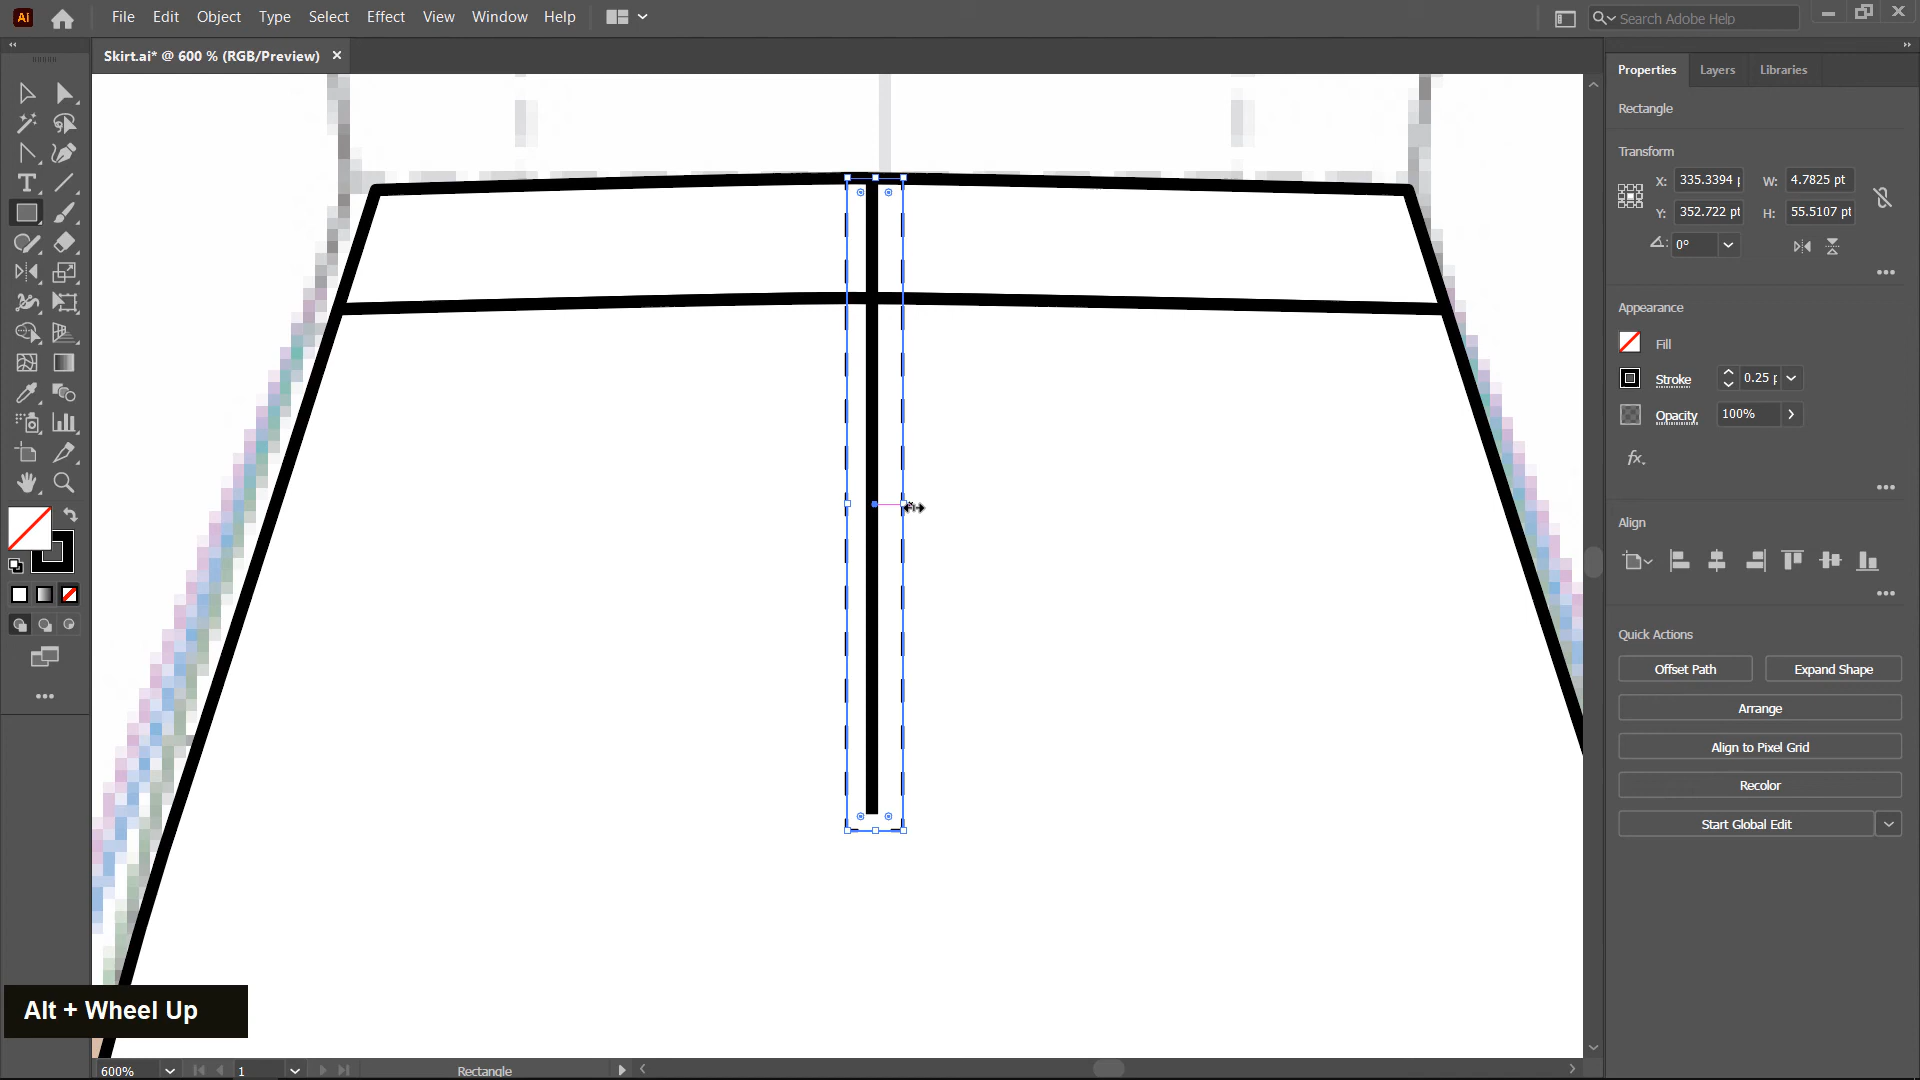 Ai File Edit Object Type Select Effect View Window Help Search Adobe Help
Skirt.ai* @ 600 % (RGB/Preview)
Properties Layers Libraries
Rectangle
Transform
X: 335.3394 W: 4.7825 pt
Y: 352.722 pt H: 55.5107 pt
0°
Appearance
Fill
Stroke 0.25
Opacity 100%
fx
Align
Quick Actions
Offset Path Expand Shape
Arrange
Align to Pixel Grid
Recolor
Start Global Edit
Alt + Wheel Up
600% 1 Rectangle